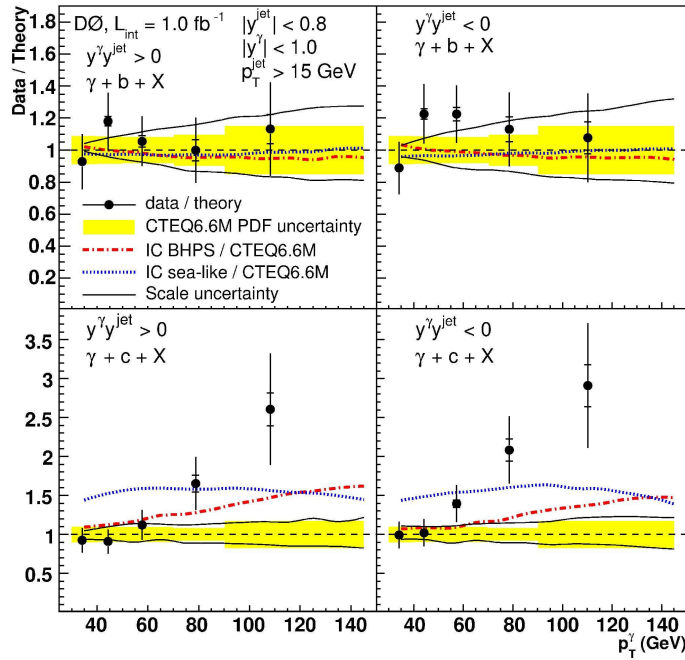 DØ, L_int = 1.0 fb⁻¹
|y^jet| < 0.8
|y^γ| < 1.0
p_T^jet > 15 GeV
y^γ y^jet > 0
γ + b + X
y^γ y^jet < 0
γ + b + X
Data / Theory
1.8
1.6
1.4
1.2
1
0.8
0.6
0.4
0.2
data / theory
CTEQ6.6M PDF uncertainty
IC BHPS / CTEQ6.6M
IC sea-like / CTEQ6.6M
Scale uncertainty
y^γ y^jet > 0
γ + c + X
y^γ y^jet < 0
γ + c + X
3.5
3
2.5
2
1.5
1
0.5
40 60 80 100 120 140
40 60 80 100 120 140
p_T^γ (GeV)